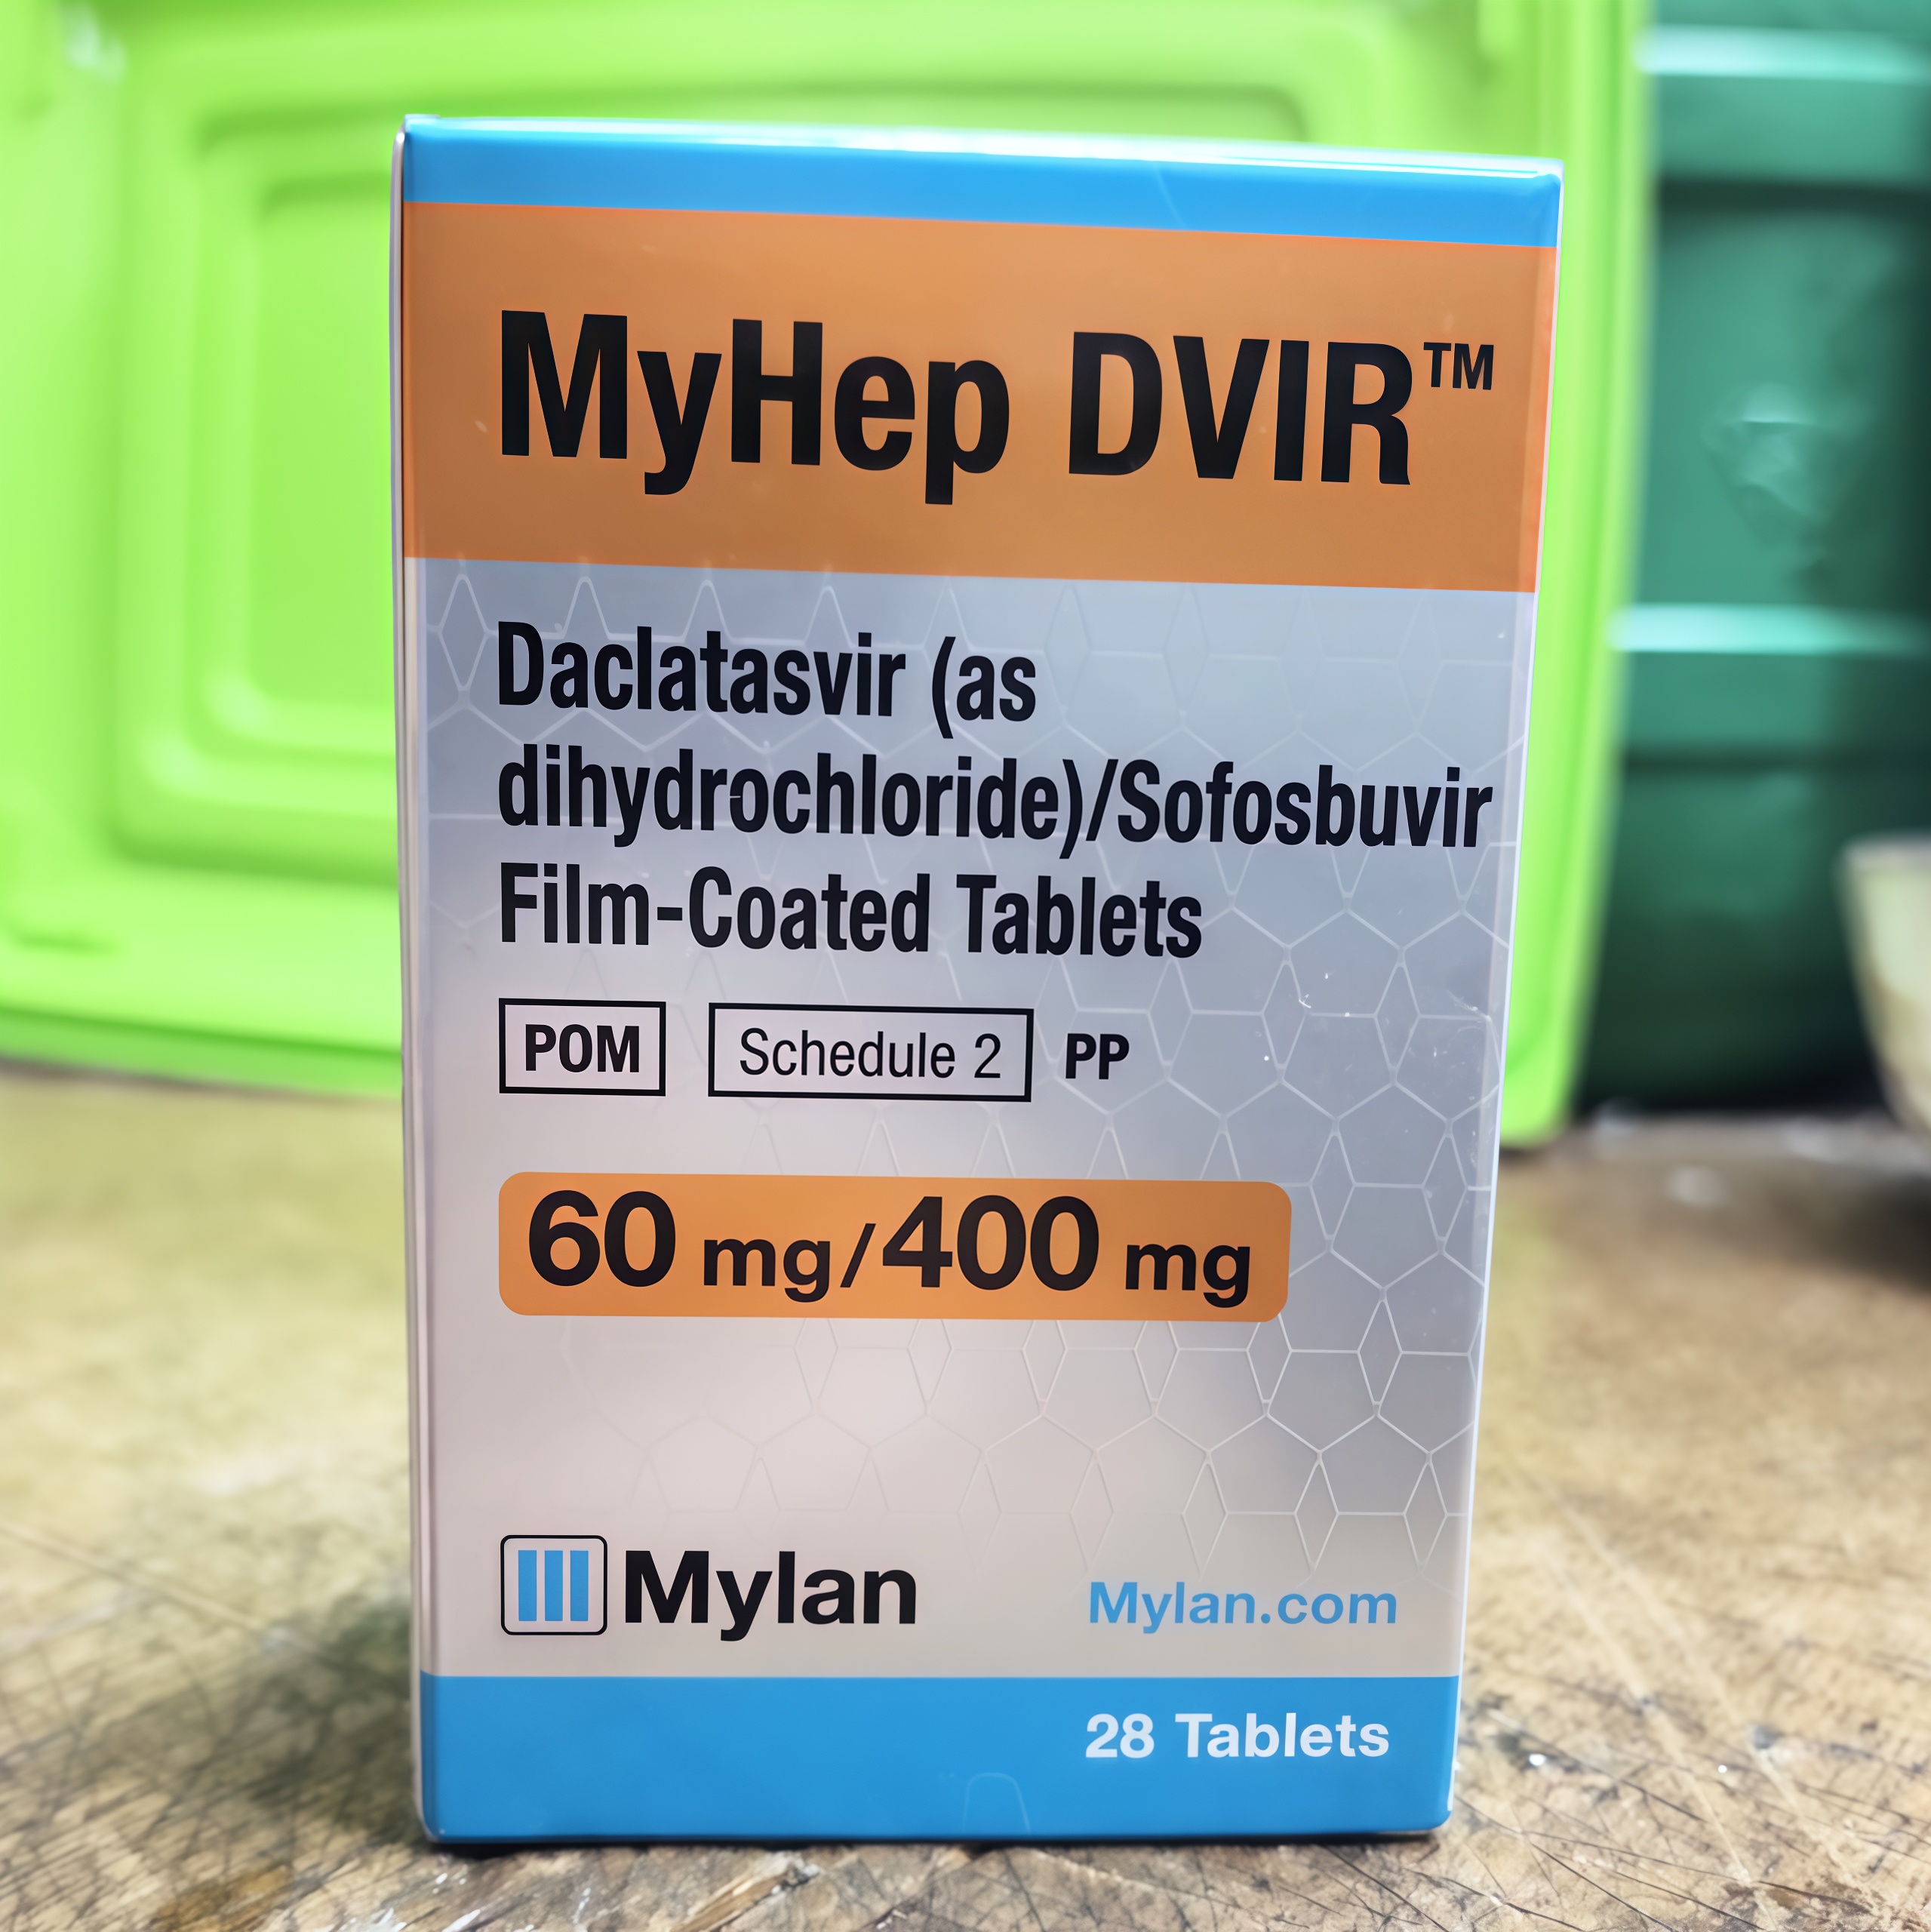 MyHep DVIR™
Daclatasvir (as
dihydrochloride)/Sofosbuvir
Film-Coated Tablets
POM Schedule 2 PP
60 mg/400 mg
Mylan Mylan.com
28 Tablets